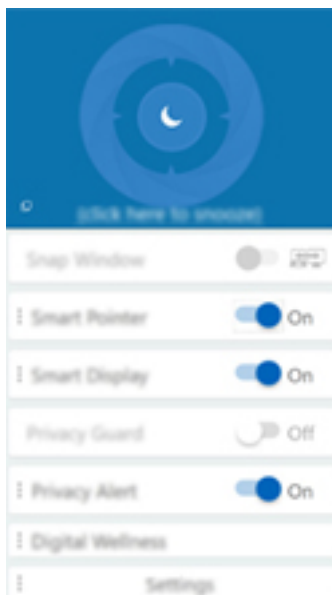 (click here to snooze)
Snap Window
Smart Pointer On
Smart Display On
Privacy Guard Off
Privacy Alert On
Digital Wellness
Settings